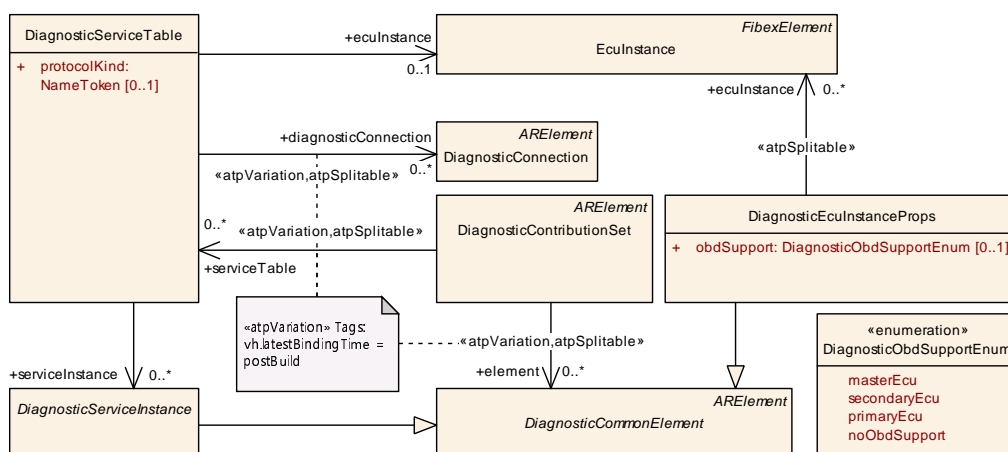 DiagnosticServiceTable
+ protocolKind:
NameToken [0..1]
+ecuInstance
0..1
FibexElement
EcuInstance
+ecuInstance
0..*
«atpSplitable»
+diagnosticConnection
0..*
«atpVariation,atpSplitable»
ARElement
DiagnosticConnection
0..*
«atpVariation,atpSplitable»
+serviceTable
ARElement
DiagnosticContributionSet
DiagnosticEcuInstanceProps
+ obdSupport: DiagnosticObdSupportEnum [0..1]
«atpVariation» Tags:
vh.latestBindingTime =
postBuild
«atpVariation,atpSplitable»
+element
0..*
«enumeration»
DiagnosticObdSupportEnum
masterEcu
secondaryEcu
primaryEcu
noObdSupport
+serviceInstance
0..*
DiagnosticServiceInstance
ARElement
DiagnosticCommonElement